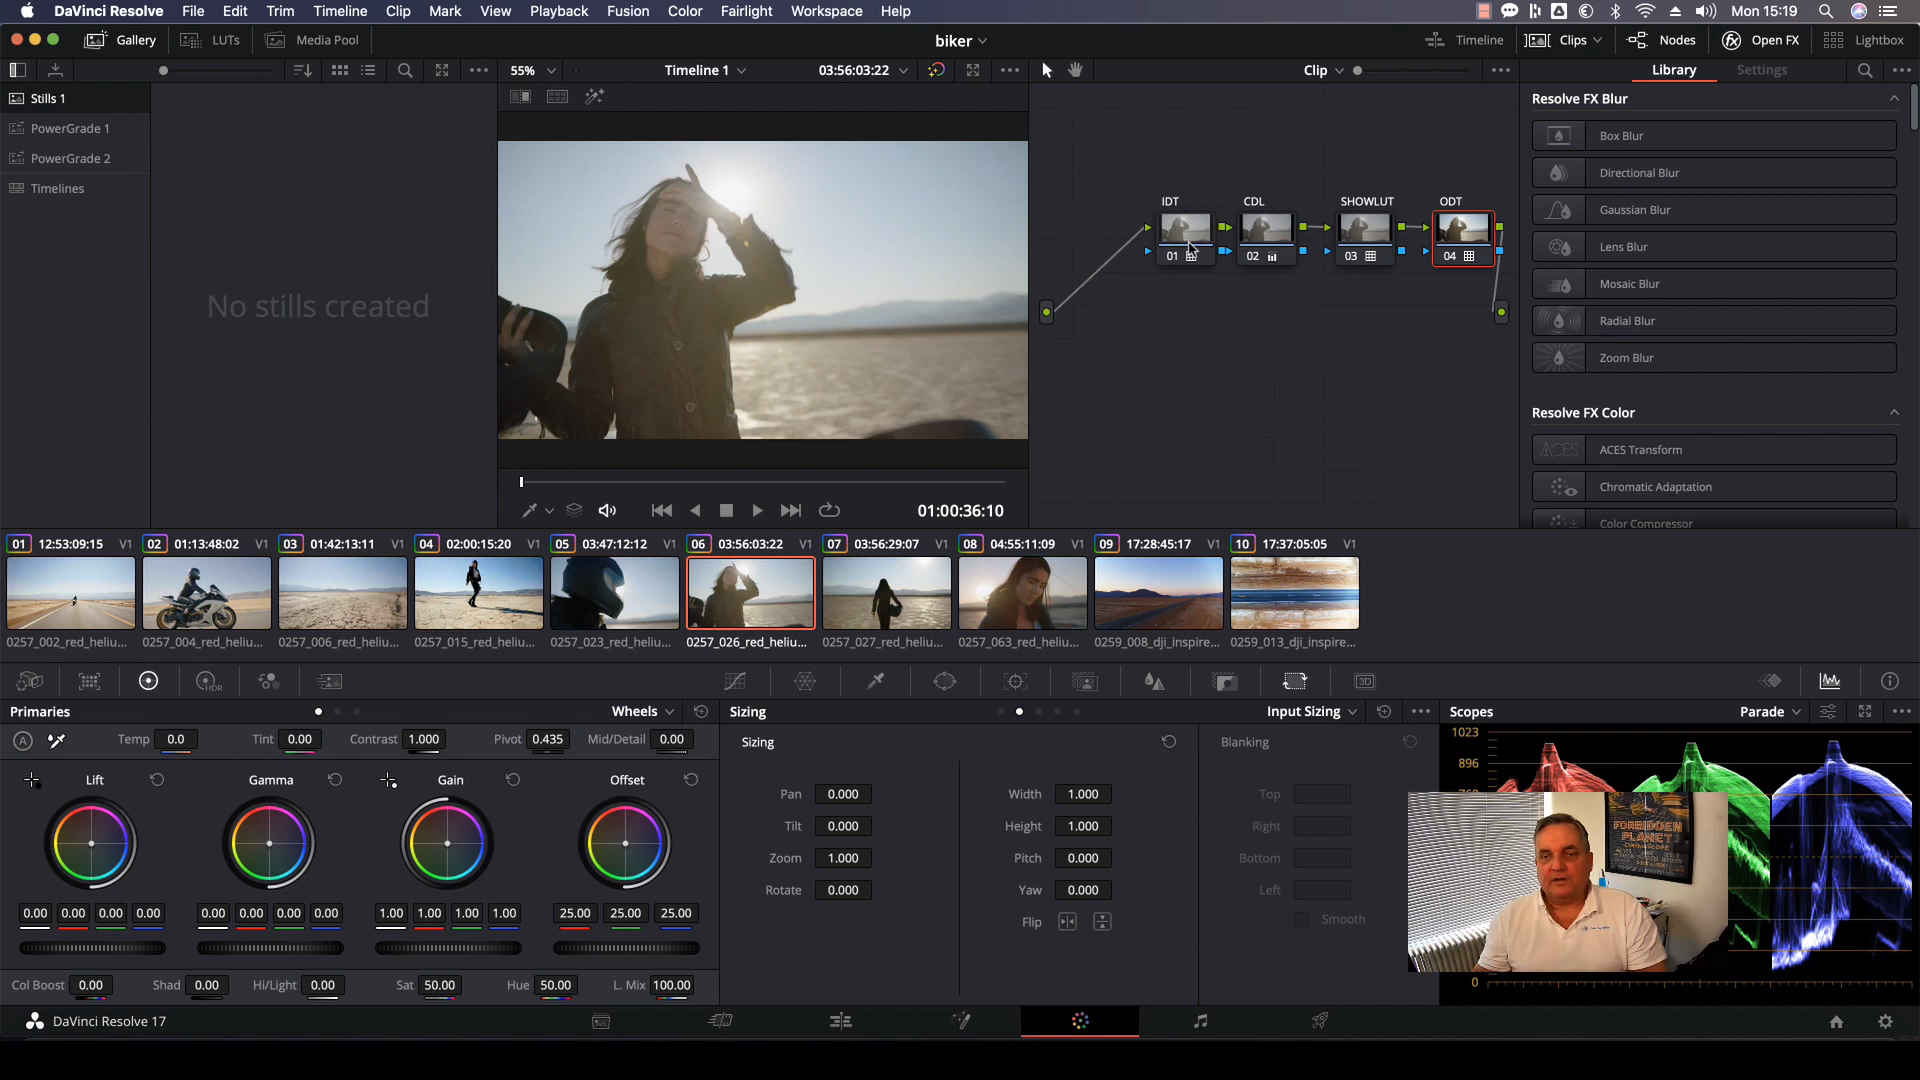 DaVinci Resolve File Edit Trim Timeline Clip Mark View Playback Fusion Color Fairlight Workspace Help Mon 15:19
Gallery LUTs Media Pool biker Timeline Clips Nodes Open FX Lightbox
55% Timeline 1 03:56:03:22 Clip Library Settings
Stills 1
PowerGrade 1
PowerGrade 2
Timelines
No stills created
IDT CDL SHOWLUT ODT
01 02 03 04
Resolve FX Blur
Box Blur
Directional Blur
Gaussian Blur
Lens Blur
Mosaic Blur
Radial Blur
Zoom Blur
Resolve FX Color
ACES ACES Transform
Chromatic Adaptation
Color Compressor
01:00:36:10
01 12:53:09:15 V1 02 01:13:48:02 V1 03 01:42:13:11 V1 04 02:00:15:20 V1 05 03:47:12:12 V1 06 03:56:03:22 V1 07 03:56:29:07 V1 08 04:55:11:09 V1 09 17:28:45:17 V1 10 17:37:05:05 V1
0257_002_red_heliu... 0257_004_red_heliu... 0257_006_red_heliu... 0257_015_red_heliu... 0257_023_red_heliu... 0257_026_red_heliu... 0257_027_red_heliu... 0257_063_red_heliu... 0259_008_dji_inspire... 0259_013_dji_inspire...
HDR 3D
Primaries Wheels Sizing Input Sizing Scopes Parade
A Temp 0.0 Tint 0.00 Contrast 1.000 Pivot 0.435 Mid/Detail 0.00
Sizing Blanking
Lift Gamma Gain Offset
Pan 0.000 Width 1.000 Top
Tilt 0.000 Height 1.000 Right
Zoom 1.000 Pitch 0.000 Bottom
Rotate 0.000 Yaw 0.000 Left
Flip Smooth
0.00 0.00 0.00 0.00 0.00 0.00 0.00 0.00 1.00 1.00 1.00 1.00 25.00 25.00 25.00
Col Boost 0.00 Shad 0.00 Hi/Light 0.00 Sat 50.00 Hue 50.00 L. Mix 100.00
1023
896
0
FORBIDDEN
PLANET
DaVinci Resolve 17